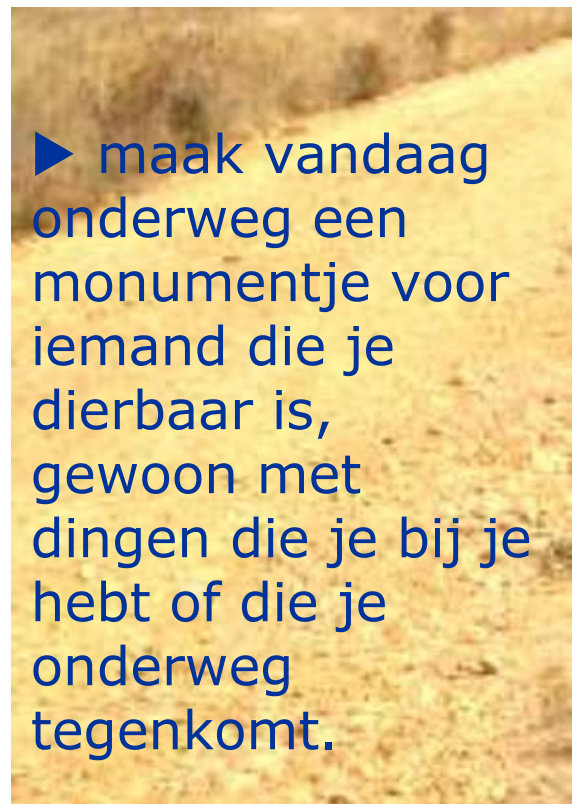 ▶ maak vandaag
onderweg een
monumentje voor
iemand die je
dierbaar is,
gewoon met
dingen die je bij je
hebt of die je
onderweg
tegenkomt.